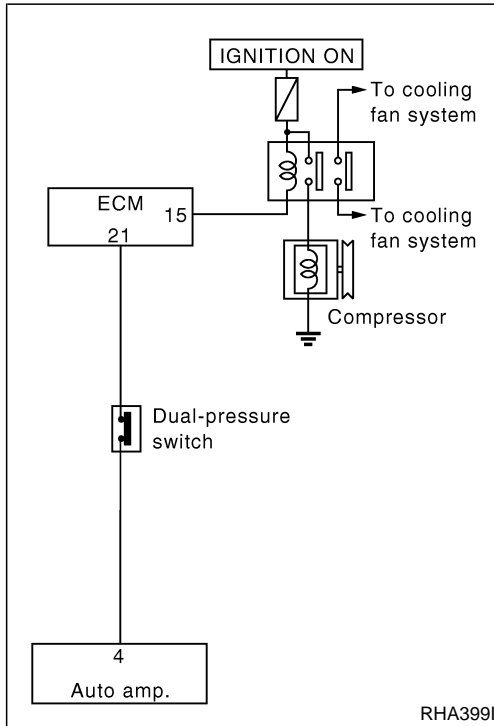 IGNITION ON
To cooling
fan system
To cooling
fan system
ECM
15
21
Compressor
Dual-pressure
switch
4
Auto amp.
RHA399I